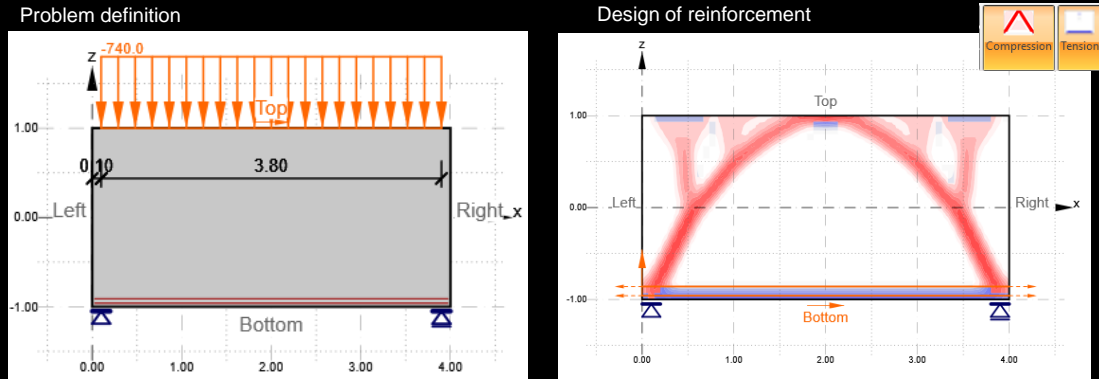 Problem definition
-740.0
z
Top
1.00
0.10
3.80
0.00
Left
Right
x
-1.00
Bottom
0.00
1.00
2.00
3.00
4.00
Design of reinforcement
Compression
Tension
z
Top
1.00
0.00
Left
Right
x
-1.00
Bottom
0.00
1.00
2.00
3.00
4.00